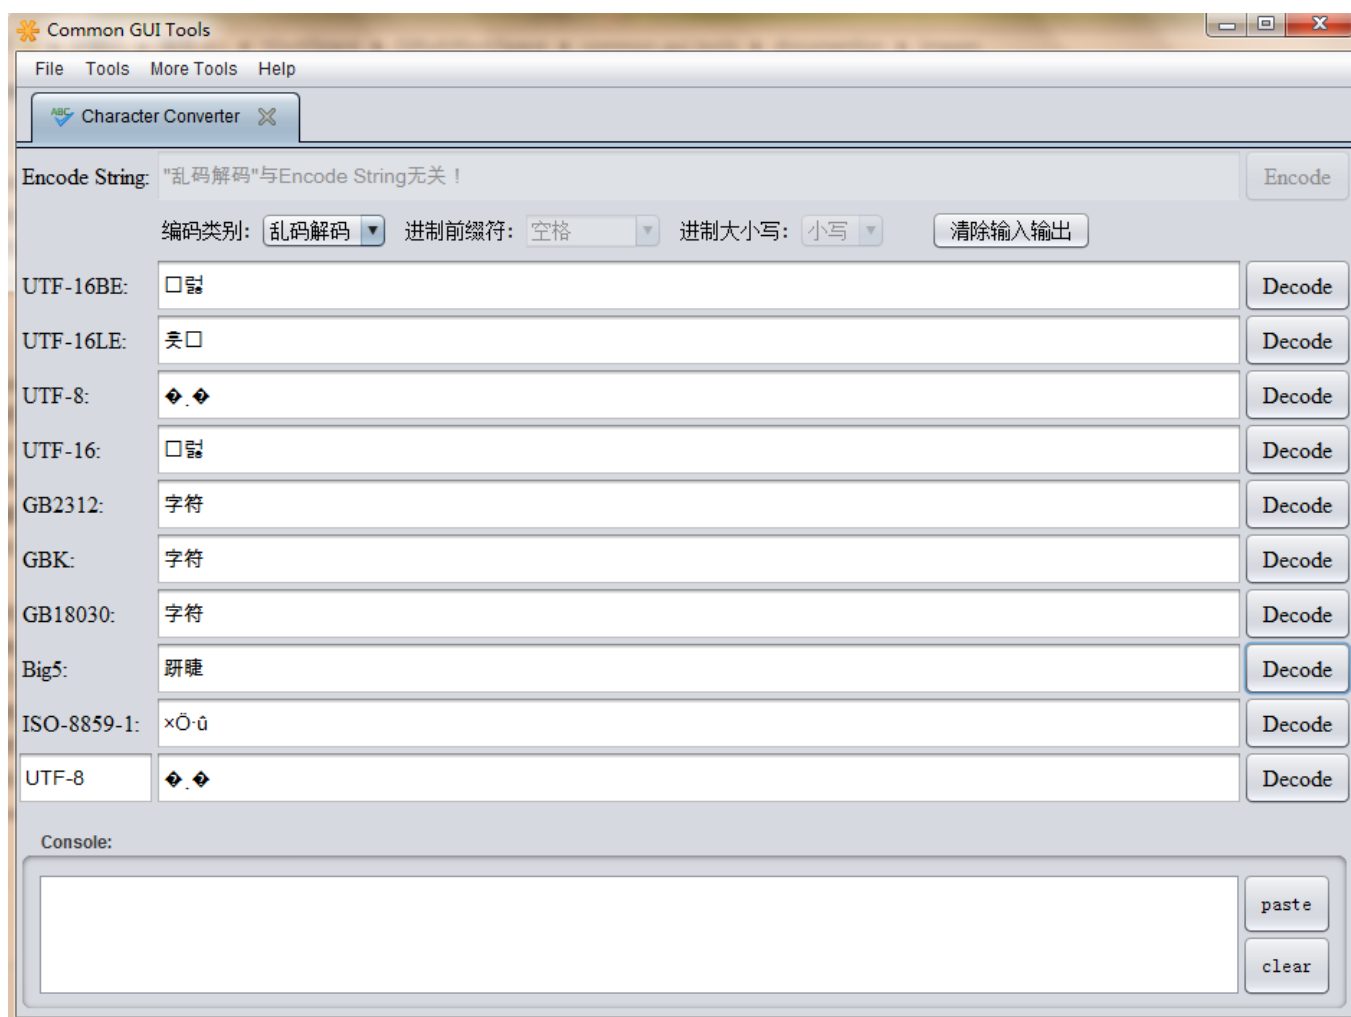 Common GUI Tools
File Tools More Tools Help
Character Converter
Encode String: "乱码解码"与Encode String无关！ Encode
编码类别: 乱码解码 进制前缀符: 空格 进制大小写: 小写 清除输入输出
UTF-16BE: Decode
UTF-16LE: 훗□ Decode
UTF-8: �ַ� Decode
UTF-16: Decode
GB2312: 字符 Decode
GBK: 字符 Decode
GB18030: 字符 Decode
Big5: 趼睫 Decode
ISO-8859-1: ×Ö·û Decode
UTF-8 �ַ� Decode
Console:
paste
clear